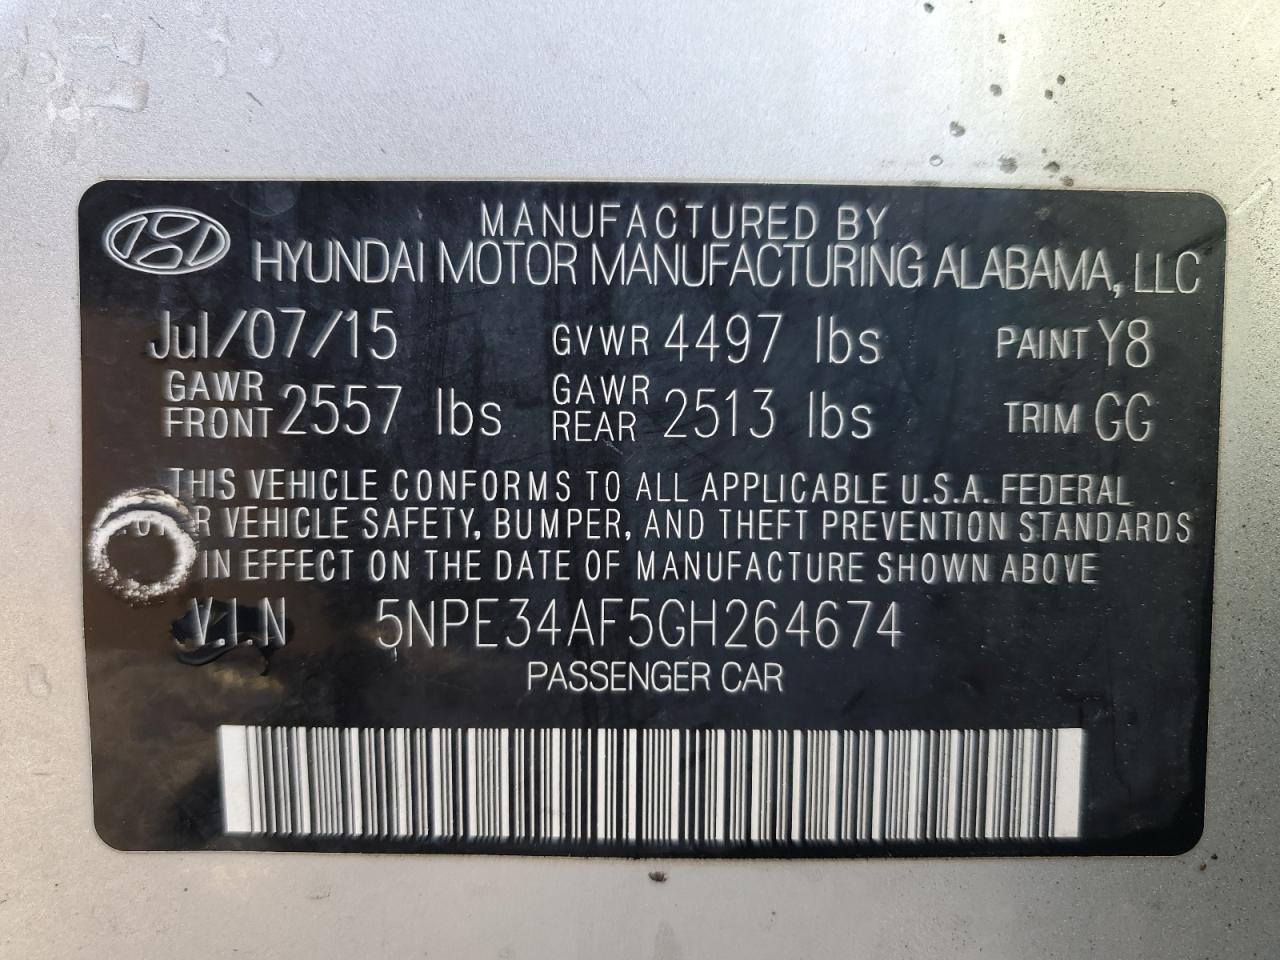 MANUFACTURED BY
HYUNDAI MOTOR MANUFACTURING ALABAMA, LLC
Jul/07/15 GVWR 4497 lbs PAINT Y8
GAWR FRONT 2557 lbs GAWR REAR 2513 lbs TRIM GG
THIS VEHICLE CONFORMS TO ALL APPLICABLE U.S.A. FEDERAL
VEHICLE SAFETY, BUMPER, AND THEFT PREVENTION STANDARDS
IN EFFECT ON THE DATE OF MANUFACTURE SHOWN ABOVE
V.I.N 5NPE34AF5GH264674
PASSENGER CAR